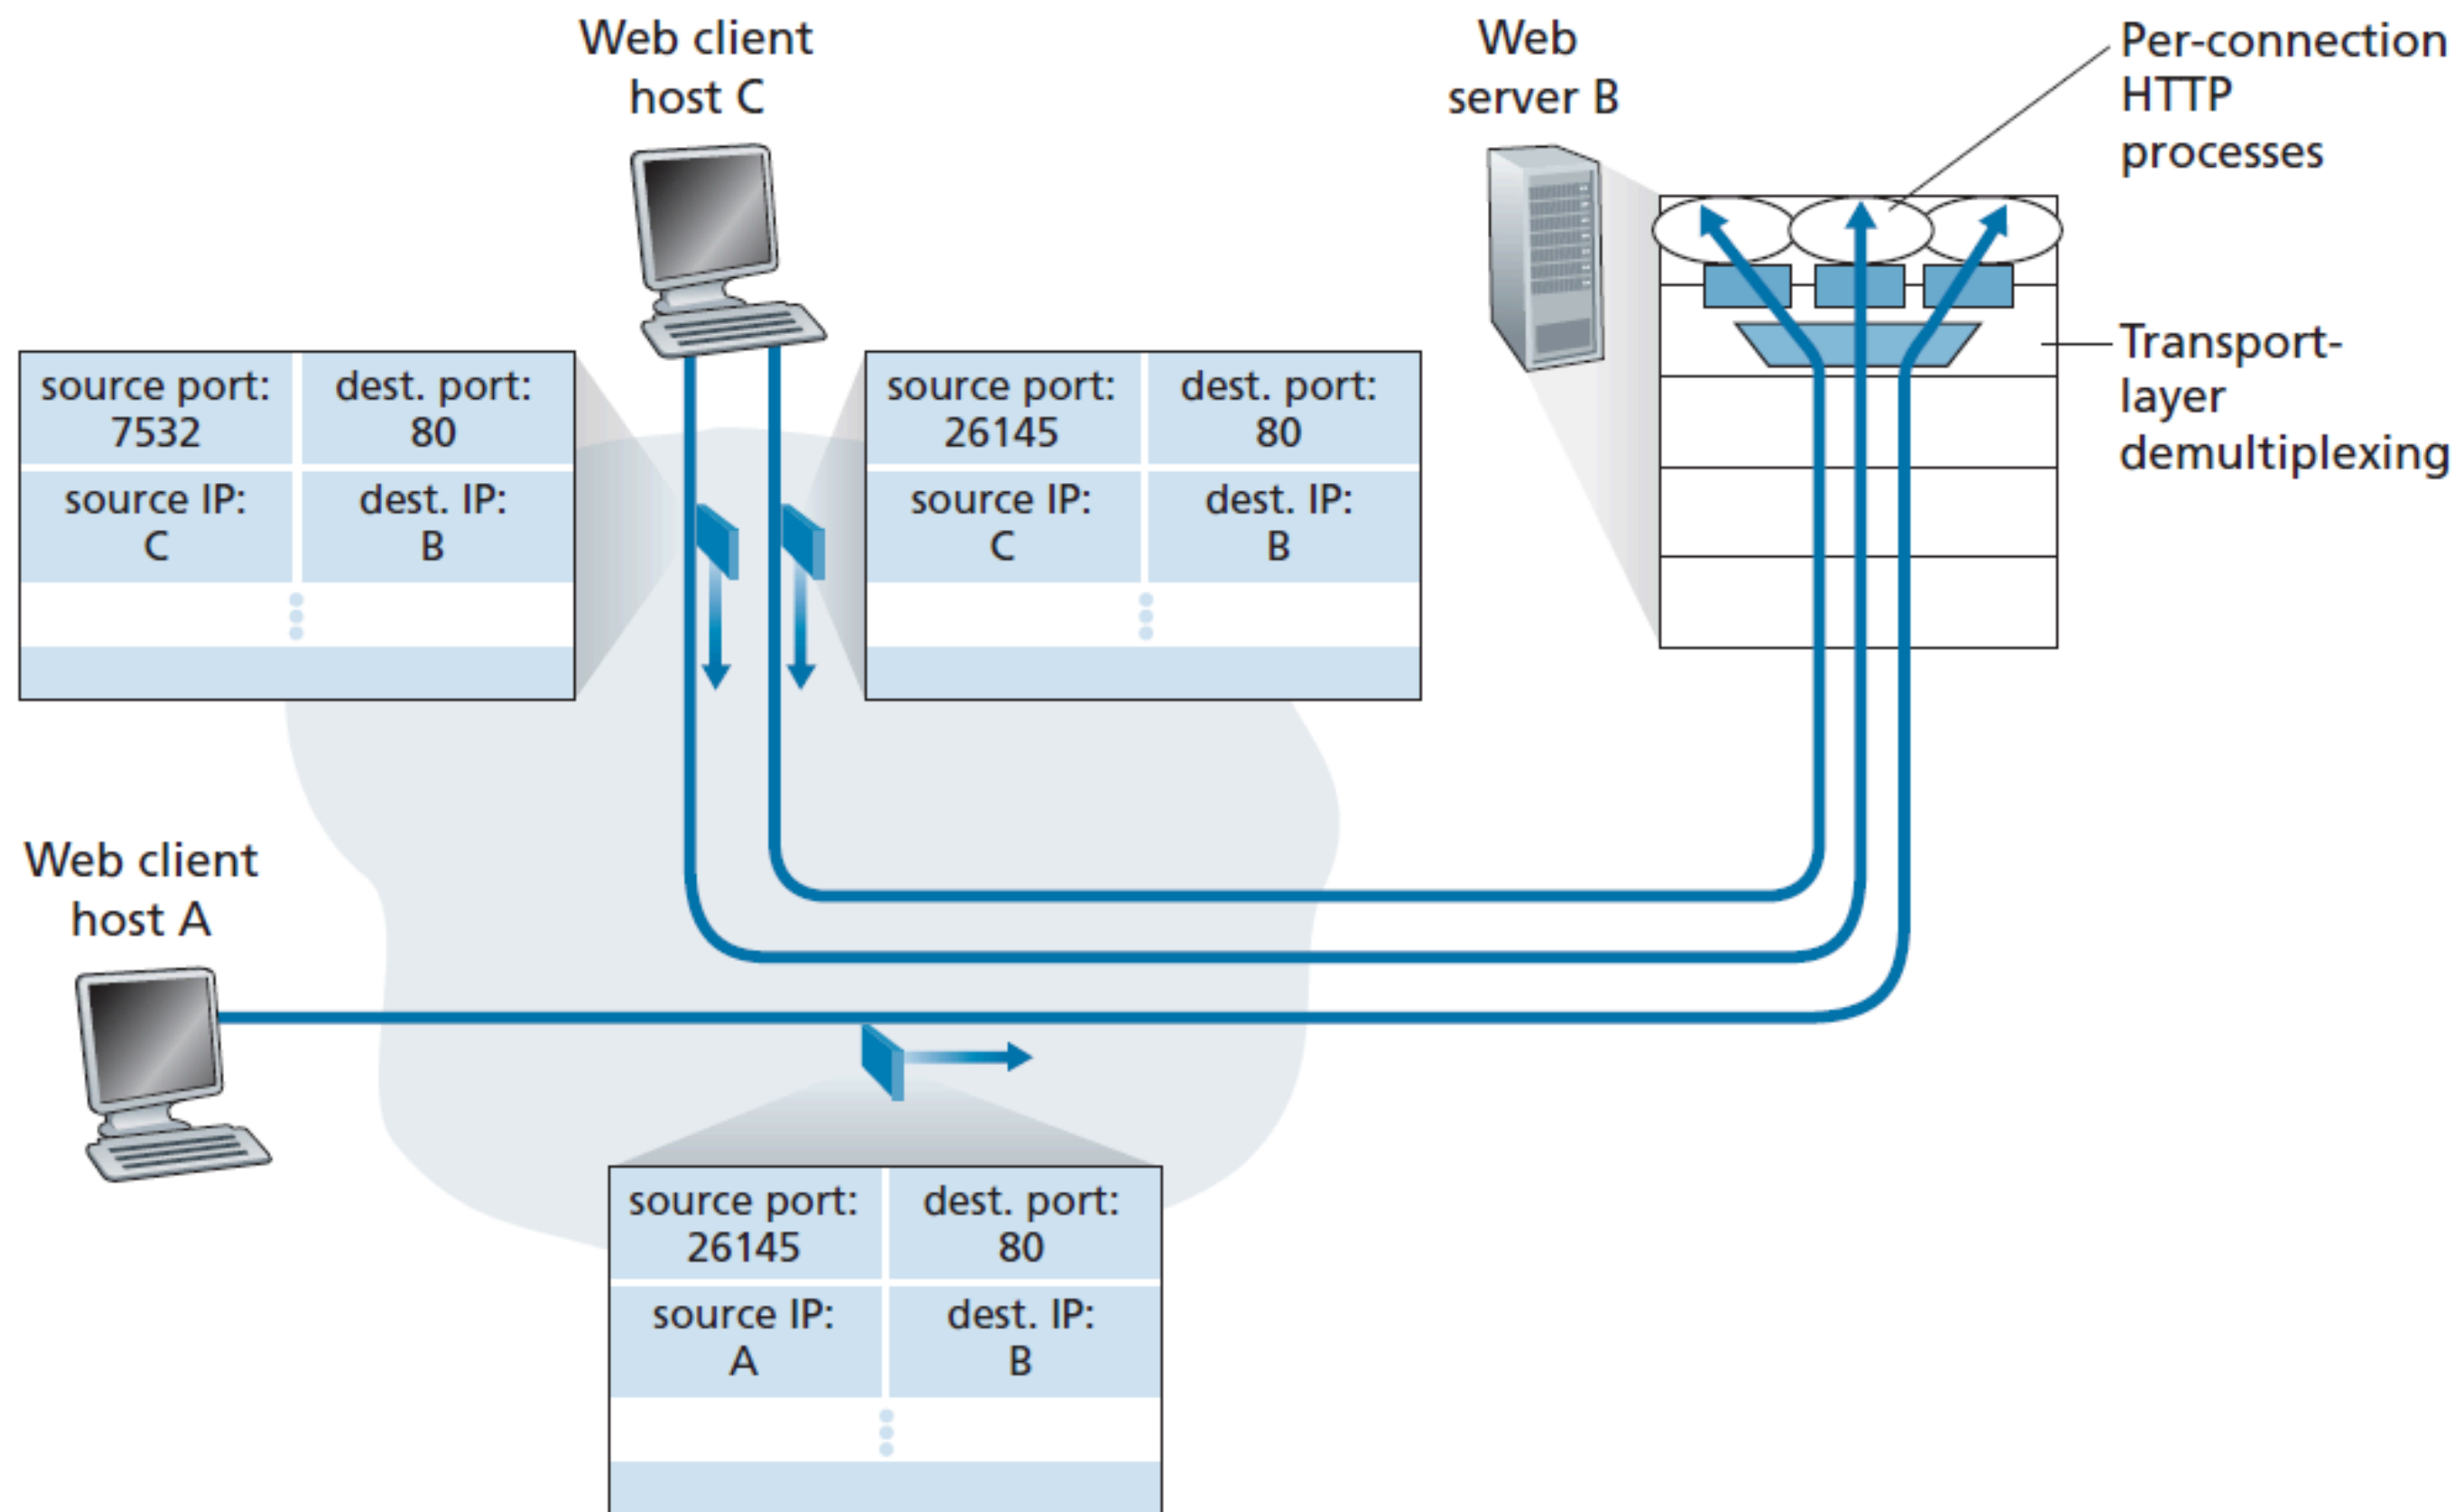 Web client
host C
Web
server B
Per-connection
HTTP
processes
Transport-
layer
demultiplexing
source port:
7532
dest. port:
80
source IP:
C
dest. IP:
B
source port:
26145
dest. port:
80
source IP:
C
dest. IP:
B
Web client
host A
source port:
26145
dest. port:
80
source IP:
A
dest. IP:
B